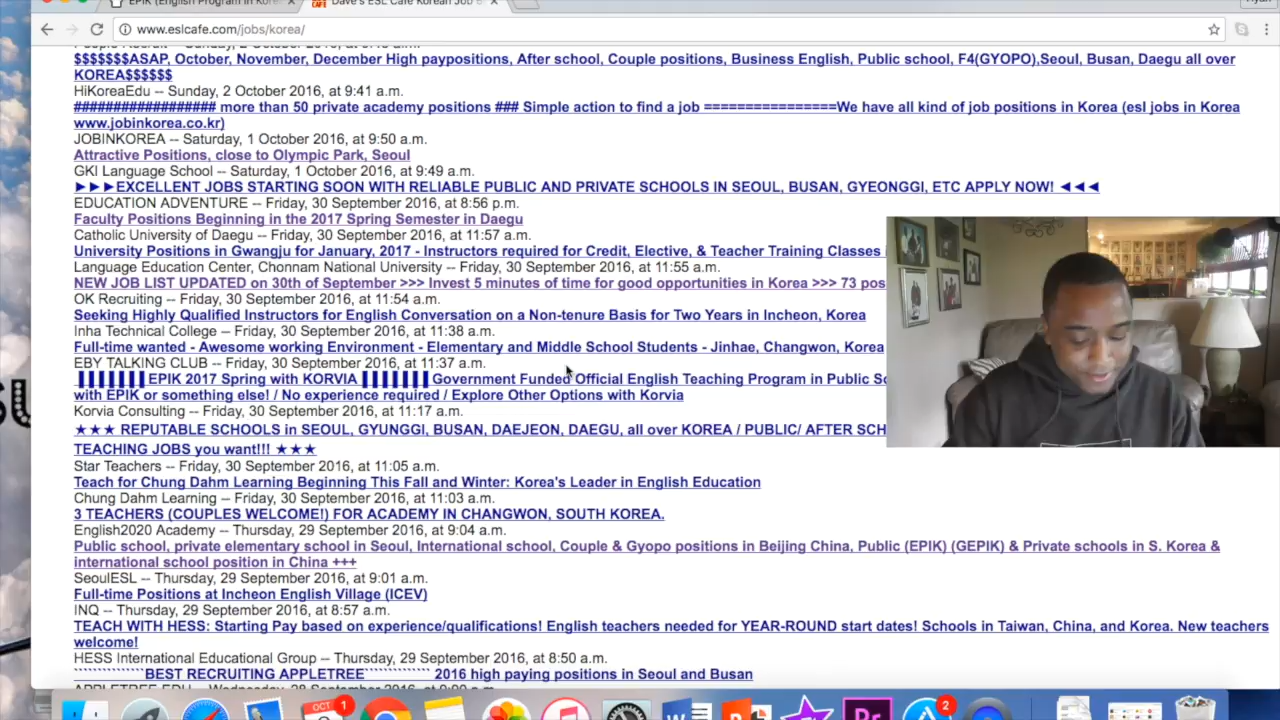 EPIK (English Program in Kore
Dave's ESL Cafe Korean Job
www.eslcafe.com/jobs/korea/
$$$$$$$ASAP, October, November, December High paypositions, After school, Couple positions, Business English, Public school, F4(GYOPO),Seoul, Busan, Daegu all over
KOREA$$$$$$
HiKoreaEdu -- Sunday, 2 October 2016, at 9:41 a.m.
################## more than 50 private academy positions ### Simple action to find a job ================We have all kind of job positions in Korea (esl jobs in Korea
www.jobinkorea.co.kr)
JOBINKOREA -- Saturday, 1 October 2016, at 9:50 a.m.
Attractive Positions, close to Olympic Park, Seoul
GKI Language School -- Saturday, 1 October 2016, at 9:49 a.m.
►►►EXCELLENT JOBS STARTING SOON WITH RELIABLE PUBLIC AND PRIVATE SCHOOLS IN SEOUL, BUSAN, GYEONGGI, ETC APPLY NOW! ◄◄◄
EDUCATION ADVENTURE -- Friday, 30 September 2016, at 8:56 p.m.
Faculty Positions Beginning in the 2017 Spring Semester in Daegu
Catholic University of Daegu -- Friday, 30 September 2016, at 11:57 a.m.
University Positions in Gwangju for January, 2017 - Instructors required for Credit, Elective, & Teacher Training Classes i
Language Education Center, Chonnam National University -- Friday, 30 September 2016, at 11:55 a.m.
NEW JOB LIST UPDATED on 30th of September >>> Invest 5 minutes of time for good opportunities in Korea >>> 73 pos
OK Recruiting -- Friday, 30 September 2016, at 11:54 a.m.
Seeking Highly Qualified Instructors for English Conversation on a Non-tenure Basis for Two Years in Incheon, Korea
Inha Technical College -- Friday, 30 September 2016, at 11:38 a.m.
Full-time wanted - Awesome working Environment - Elementary and Middle School Students - Jinhae, Changwon, Korea
EBY TALKING CLUB -- Friday, 30 September 2016, at 11:37 a.m.
▌▌▌▌▌▌▌EPIK 2017 Spring with KORVIA ▌▌▌▌▌▌▌Government Funded Official English Teaching Program in Public Sc
with EPIK or something else! / No experience required / Explore Other Options with Korvia
Korvia Consulting -- Friday, 30 September 2016, at 11:17 a.m.
★★★ REPUTABLE SCHOOLS in SEOUL, GYUNGGI, BUSAN, DAEJEON, DAEGU, all over KOREA / PUBLIC/ AFTER SCH
TEACHING JOBS you want!!! ★★★
Star Teachers -- Friday, 30 September 2016, at 11:05 a.m.
Teach for Chung Dahm Learning Beginning This Fall and Winter: Korea's Leader in English Education
Chung Dahm Learning -- Friday, 30 September 2016, at 11:03 a.m.
3 TEACHERS (COUPLES WELCOME!) FOR ACADEMY IN CHANGWON, SOUTH KOREA.
English2020 Academy -- Thursday, 29 September 2016, at 9:04 a.m.
Public school, private elementary school in Seoul, International school, Couple & Gyopo positions in Beijing China, Public (EPIK) (GEPIK) & Private schools in S. Korea &
international school position in China +++
SeoulESL -- Thursday, 29 September 2016, at 9:01 a.m.
Full-time Positions at Incheon English Village (ICEV)
INQ -- Thursday, 29 September 2016, at 8:57 a.m.
TEACH WITH HESS: Starting Pay based on experience/qualifications! English teachers needed for YEAR-ROUND start dates! Schools in Taiwan, China, and Korea. New teachers
welcome!
HESS International Educational Group -- Thursday, 29 September 2016, at 8:50 a.m.
`````````````BEST RECRUITING APPLETREE```````````` 2016 high paying positions in Seoul and Busan
OCT
1
2
W
P
Pr